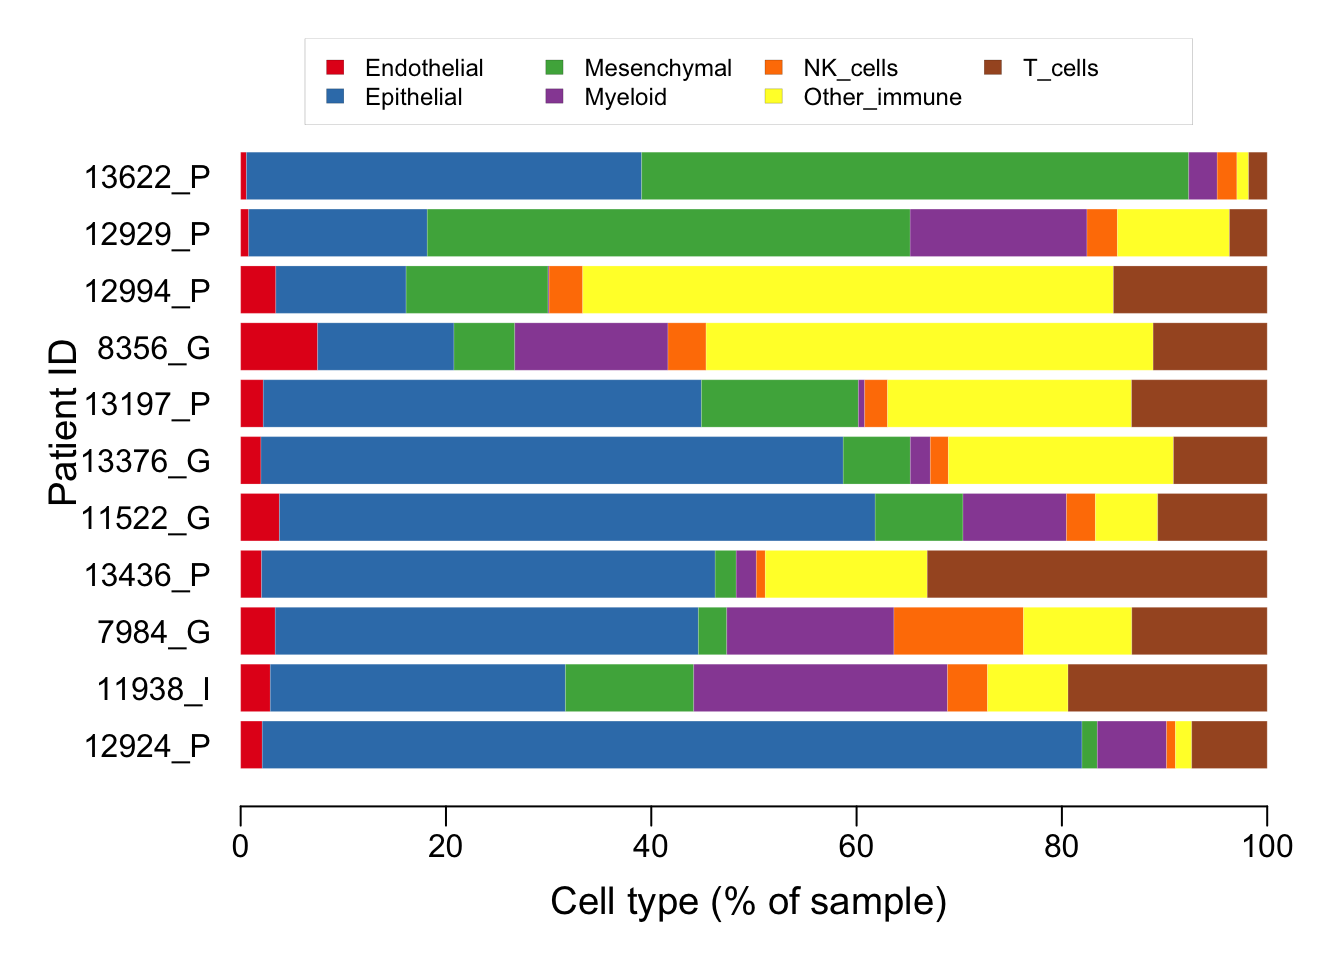 Endothelial Mesenchymal NK_cells T_cells
Epithelial Myeloid Other_immune
13622_P
12929_P
12994_P
8356_G
13197_P
13376_G
11522_G
13436_P
7984_G
11938_I
12924_P
Patient ID
0 20 40 60 80 100
Cell type (% of sample)